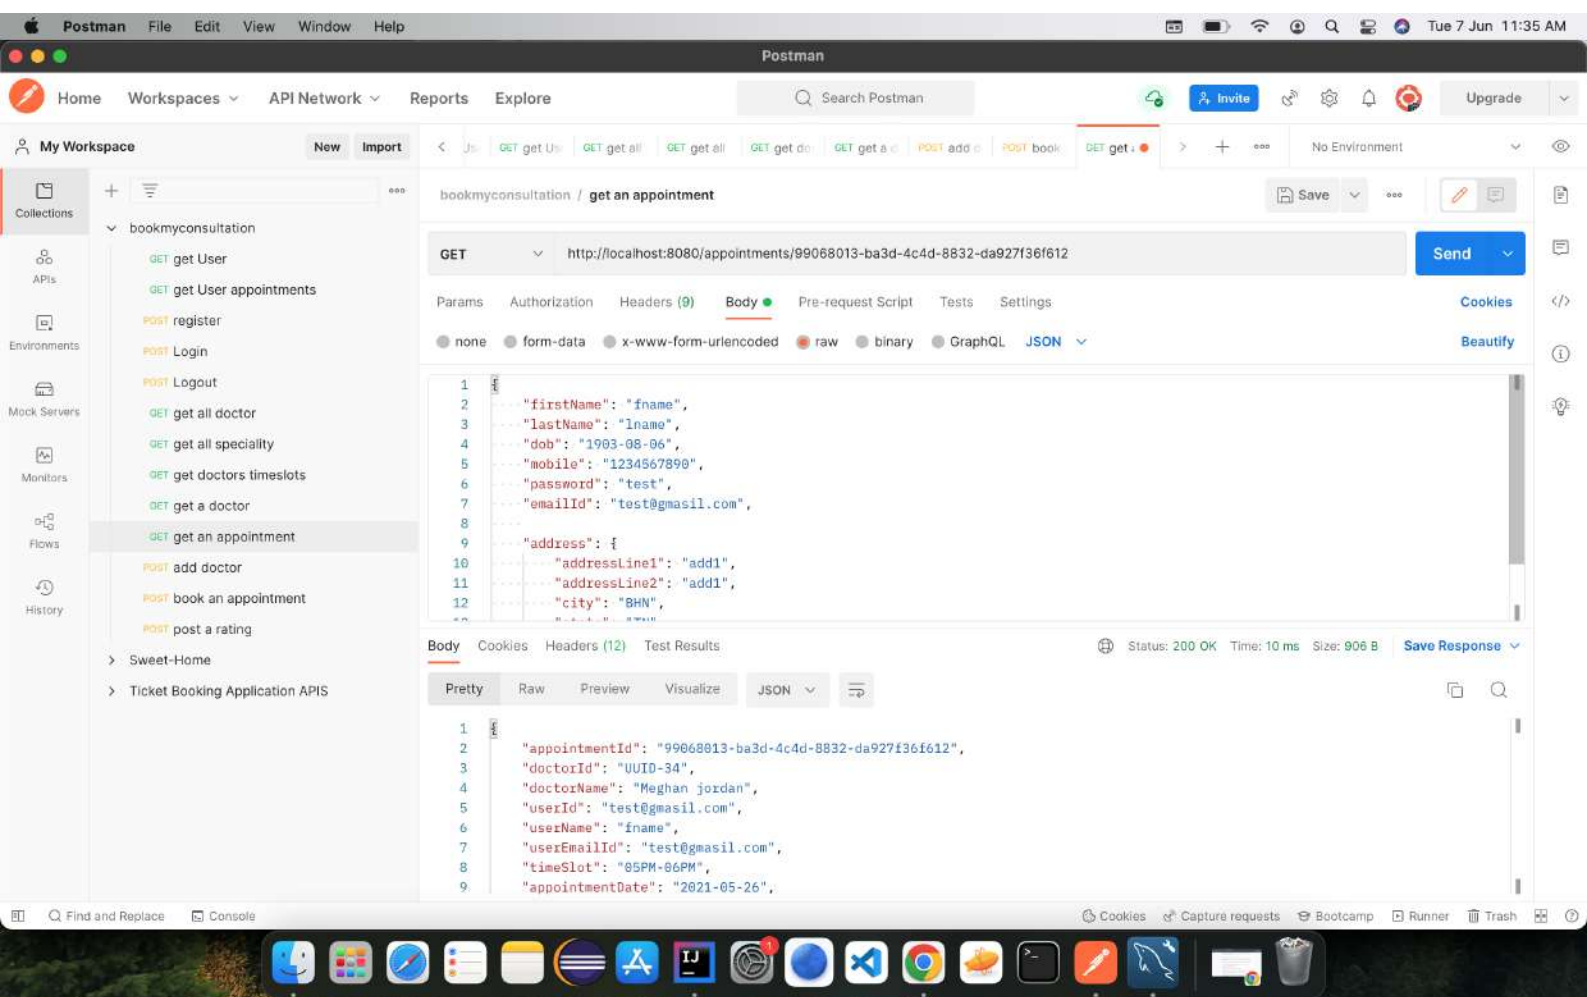 Postman File Edit View Window Help Tue 7 Jun 11:35 AM
Postman
Home Workspaces API Network Reports Explore Search Postman Invite Upgrade
My Workspace New Import GET get Us GET get all GET get all GET get do GET get a d POST add d POST book GET get No Environment
Collections
APIs
Environments
Mock Servers
Monitors
Flows
History
bookmyconsultation
GET get User
GET get User appointments
POST register
POST Login
POST Logout
GET get all doctor
GET get all speciality
GET get doctors timeslots
GET get a doctor
GET get an appointment
POST add doctor
POST book an appointment
POST post a rating
Sweet-Home
Ticket Booking Application APIS
bookmyconsultation / get an appointment Save
GET http://localhost:8080/appointments/99068013-ba3d-4c4d-8832-da927f36f612 Send
Params Authorization Headers (9) Body Pre-request Script Tests Settings Cookies
none form-data x-www-form-urlencoded raw binary GraphQL JSON Beautify
1 {
2 "firstName": "fname",
3 "lastName": "lname",
4 "dob": "1903-08-06",
5 "mobile": "1234567890",
6 "password": "test",
7 "emailId": "test@gmasil.com",
8
9 "address": {
10 "addressLine1": "add1",
11 "addressLine2": "add1",
12 "city": "BHN",
Body Cookies Headers (12) Test Results Status: 200 OK Time: 10 ms Size: 906 B Save Response
Pretty Raw Preview Visualize JSON
1 {
2 "appointmentId": "99068013-ba3d-4c4d-8832-da927f36f612",
3 "doctorId": "UUID-34",
4 "doctorName": "Meghan jordan",
5 "userId": "test@gmasil.com",
6 "userName": "fname",
7 "userEmailId": "test@gmasil.com",
8 "timeSlot": "05PM-06PM",
9 "appointmentDate": "2021-05-26",
Find and Replace Console Cookies Capture requests Bootcamp Runner Trash
IJ
1